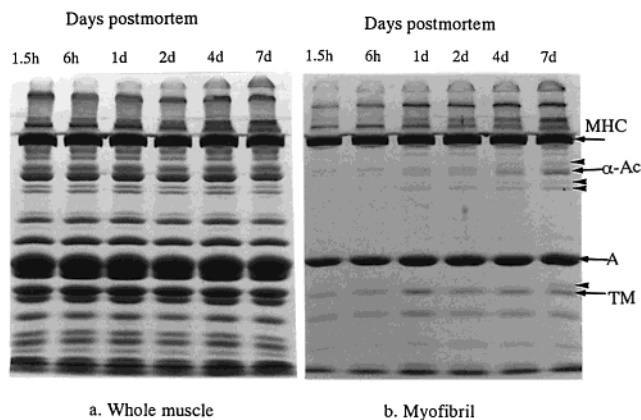 Days postmortem
1.5h 6h 1d 2d 4d 7d
a. Whole muscle
Days postmortem
1.5h 6h 1d 2d 4d 7d
MHC
α-Ac
A
TM
b. Myofibril